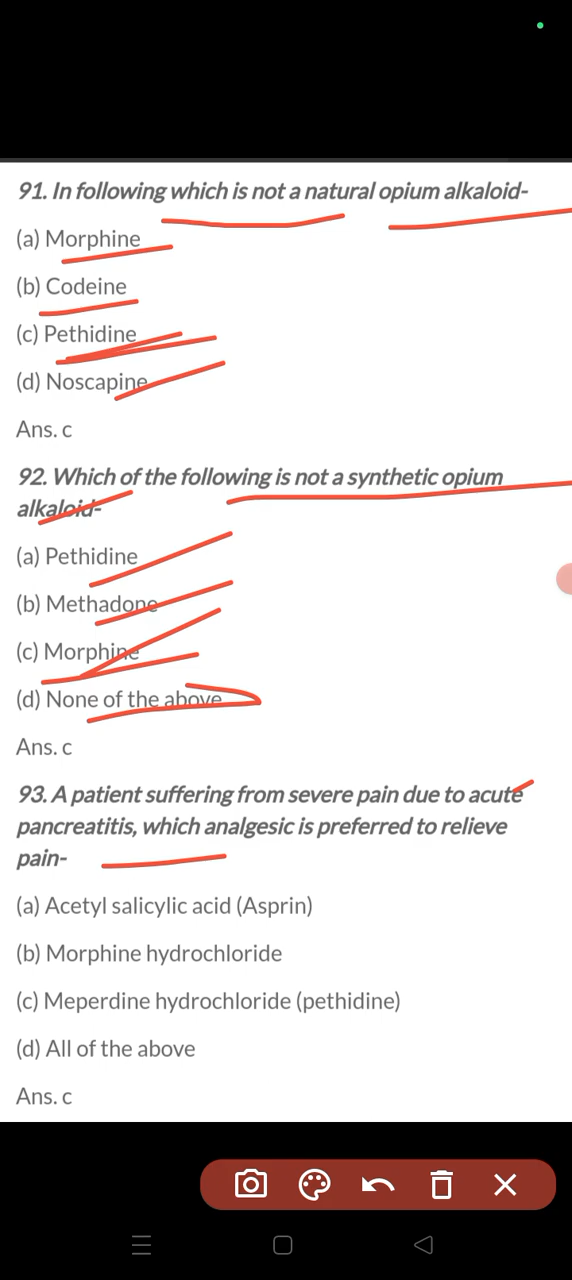 91. In following which is not a natural opium alkaloid-
(a) Morphine
(b) Codeine
(c) Pethidine
(d) Noscapine
Ans. c
92. Which of the following is not a synthetic opium
alkaloid-
(a) Pethidine
(b) Methadone
(c) Morphine
(d) None of the above
Ans. c
93. A patient suffering from severe pain due to acute
pancreatitis, which analgesic is preferred to relieve
pain-
(a) Acetyl salicylic acid (Asprin)
(b) Morphine hydrochloride
(c) Meperdine hydrochloride (pethidine)
(d) All of the above
Ans. c